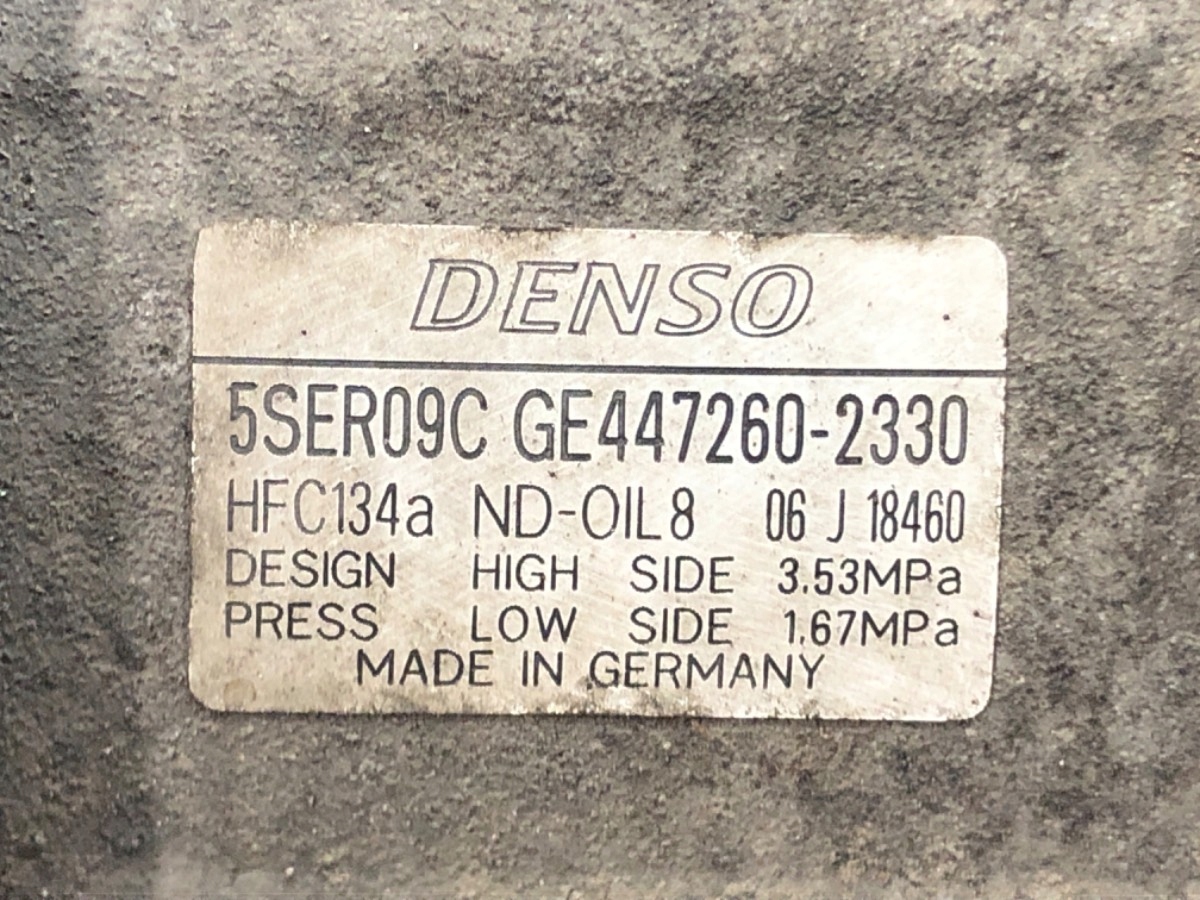 DENSO
5SER09C GE447260-2330
HFC134a ND-OIL8 06 J 18460
DESIGN HIGH SIDE 3.53MPa
PRESS LOW SIDE 1.67MPa
MADE IN GERMANY